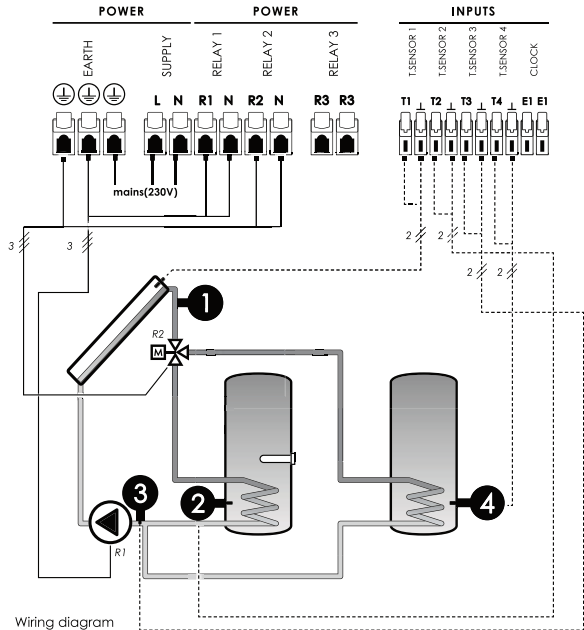 POWER POWER INPUTS
EARTH SUPPLY RELAY 1 RELAY 2 RELAY 3 T.SENSOR 1 T.SENSOR 2 T.SENSOR 3 T.SENSOR 4 CLOCK
L N R1 N R2 N R3 R3 T1 ⊥ T2 ⊥ T3 ⊥ T4 ⊥ E1 E1
mains(230V)
3 3 2 2
2 2
1
R2
M
3
2
4
R1
Wiring diagram